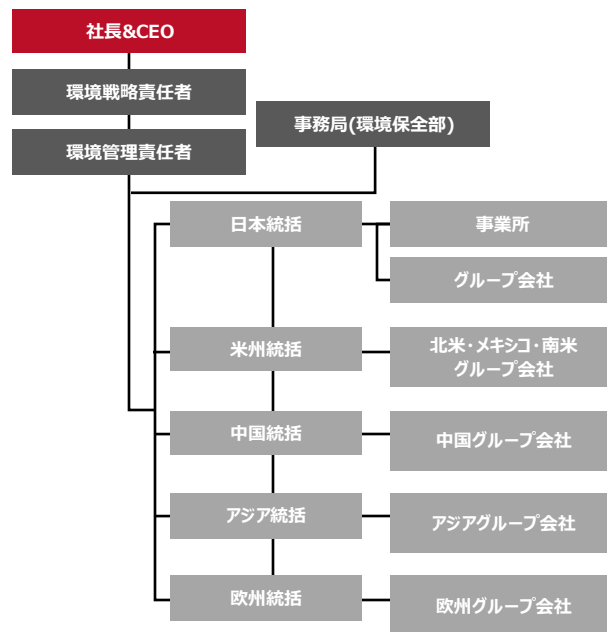 社長&CEO
環境戦略責任者
環境管理責任者
事務局(環境保全部)
日本統括
事業所
グループ会社
米州統括
北米・メキシコ・南米
グループ会社
中国統括
中国グループ会社
アジア統括
アジアグループ会社
欧州統括
欧州グループ会社